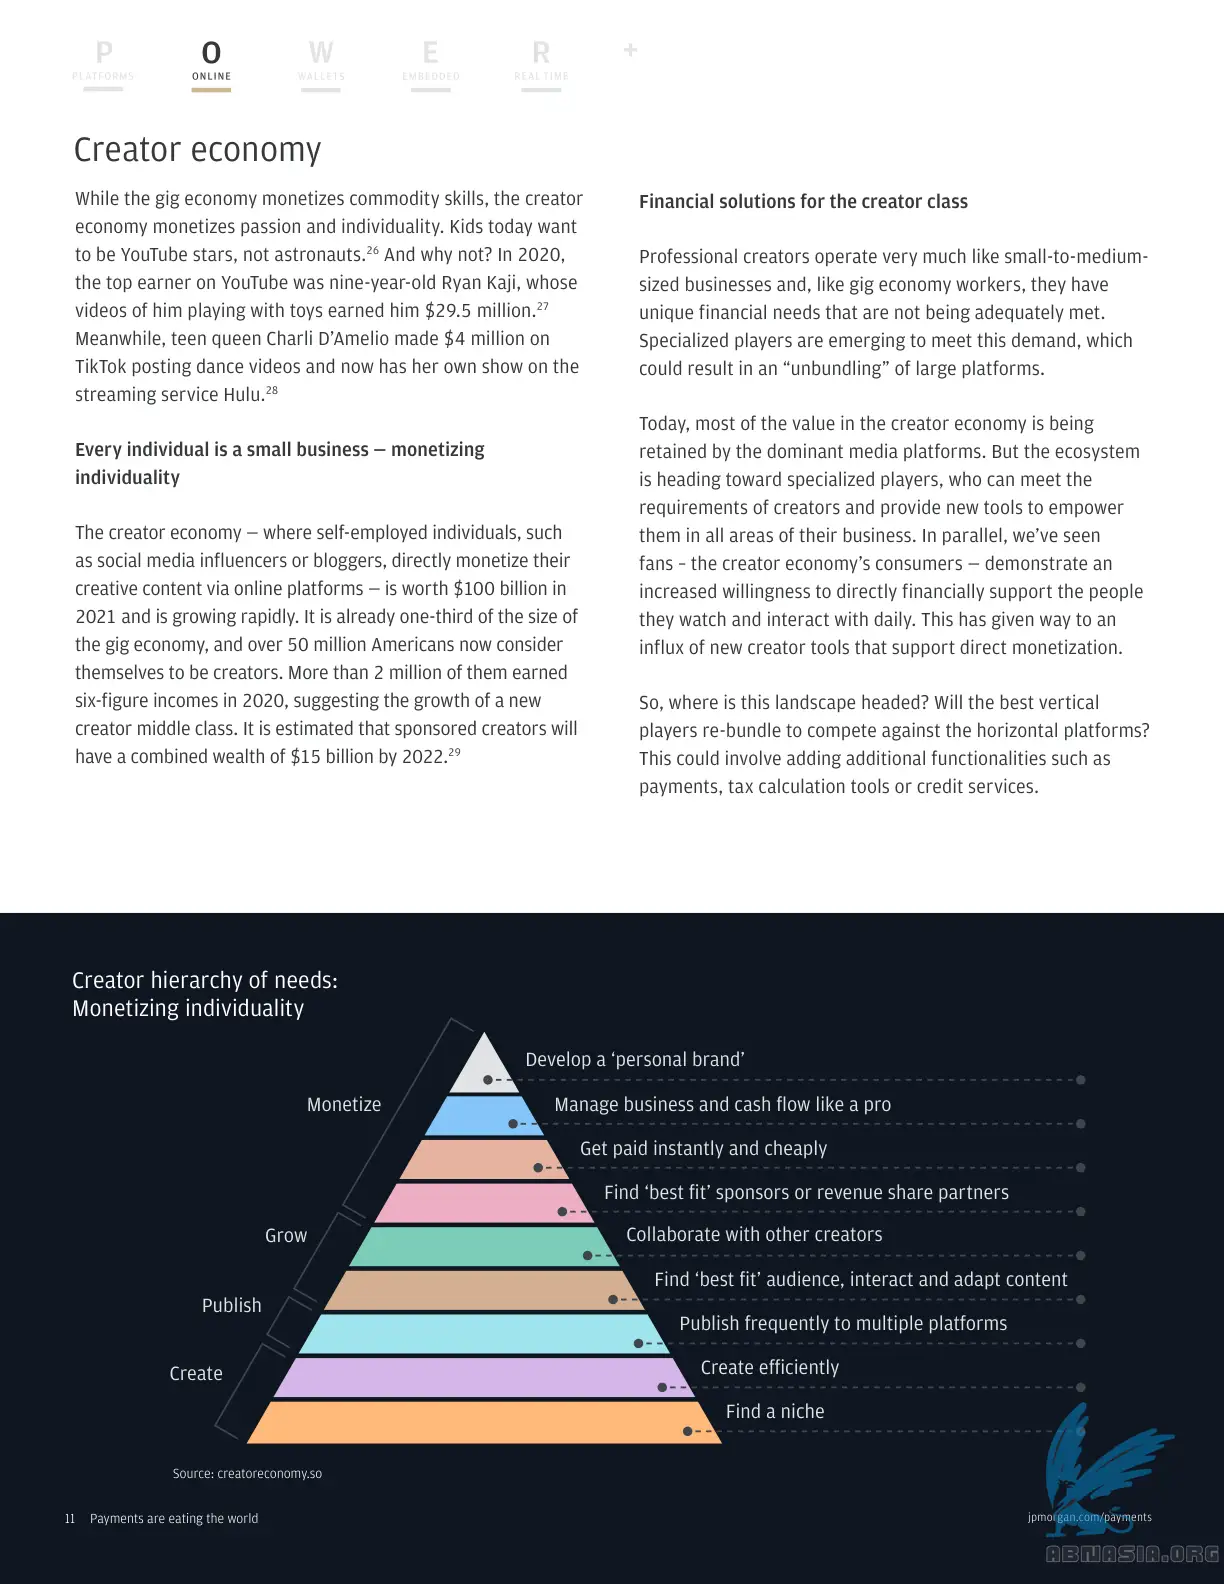 P O W E R +
PLATFORMS ONLINE WALLETS EMBEDDED REAL TIME
Creator economy
While the gig economy monetizes commodity skills, the creator
economy monetizes passion and individuality. Kids today want
to be YouTube stars, not astronauts.26 And why not? In 2020,
the top earner on YouTube was nine-year-old Ryan Kaji, whose
videos of him playing with toys earned him $29.5 million.27
Meanwhile, teen queen Charli D’Amelio made $4 million on
TikTok posting dance videos and now has her own show on the
streaming service Hulu.28
Every individual is a small business — monetizing
individuality
The creator economy — where self-employed individuals, such
as social media influencers or bloggers, directly monetize their
creative content via online platforms — is worth $100 billion in
2021 and is growing rapidly. It is already one-third of the size of
the gig economy, and over 50 million Americans now consider
themselves to be creators. More than 2 million of them earned
six-figure incomes in 2020, suggesting the growth of a new
creator middle class. It is estimated that sponsored creators will
have a combined wealth of $15 billion by 2022.29
Financial solutions for the creator class
Professional creators operate very much like small-to-medium-
sized businesses and, like gig economy workers, they have
unique financial needs that are not being adequately met.
Specialized players are emerging to meet this demand, which
could result in an “unbundling” of large platforms.
Today, most of the value in the creator economy is being
retained by the dominant media platforms. But the ecosystem
is heading toward specialized players, who can meet the
requirements of creators and provide new tools to empower
them in all areas of their business. In parallel, we’ve seen
fans – the creator economy’s consumers — demonstrate an
increased willingness to directly financially support the people
they watch and interact with daily. This has given way to an
influx of new creator tools that support direct monetization.
So, where is this landscape headed? Will the best vertical
players re-bundle to compete against the horizontal platforms?
This could involve adding additional functionalities such as
payments, tax calculation tools or credit services.
Creator hierarchy of needs:
Monetizing individuality
Monetize
Grow
Publish
Create
Develop a ‘personal brand’
Manage business and cash flow like a pro
Get paid instantly and cheaply
Find ‘best fit’ sponsors or revenue share partners
Collaborate with other creators
Find ‘best fit’ audience, interact and adapt content
Publish frequently to multiple platforms
Create efficiently
Find a niche
Source: creatoreconomy.so
11 Payments are eating the world
jpmorgan.com/payments
ABNASIA.ORG